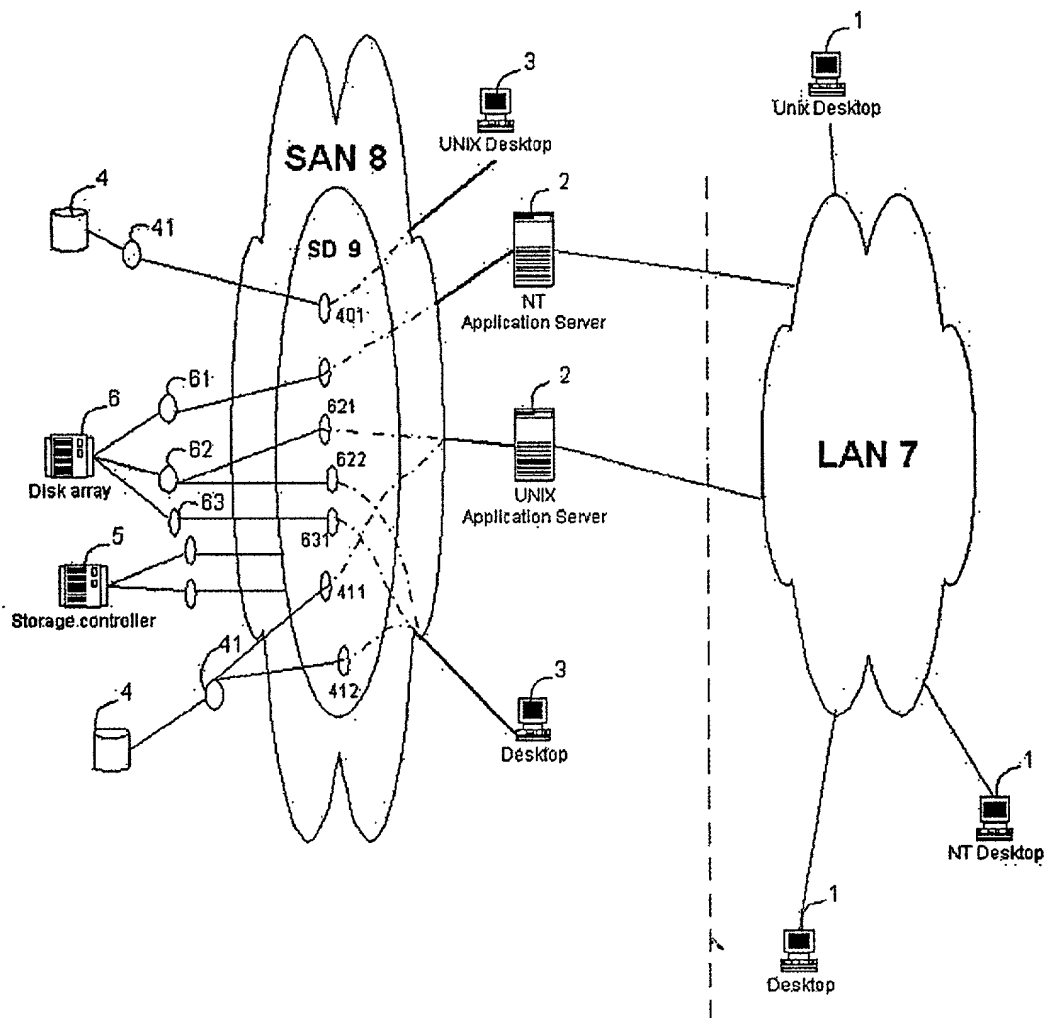 1
Unix Desktop
3
UNIX Desktop
SAN 8
4
41
2
SD 9
401
NT
Application Server
61
6
2
621
62
622
Disk array
63
631
UNIX
Application Server
LAN 7
5
411
Storage controller
41
412
4
3
Desktop
1
NT Desktop
1
Desktop